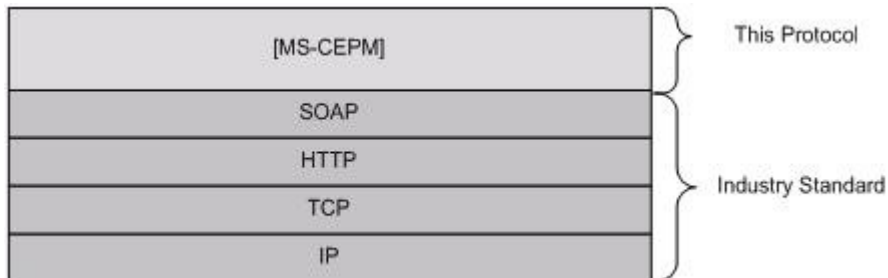 [MS-CEPM]
This Protocol
SOAP
HTTP
TCP
IP
Industry Standard